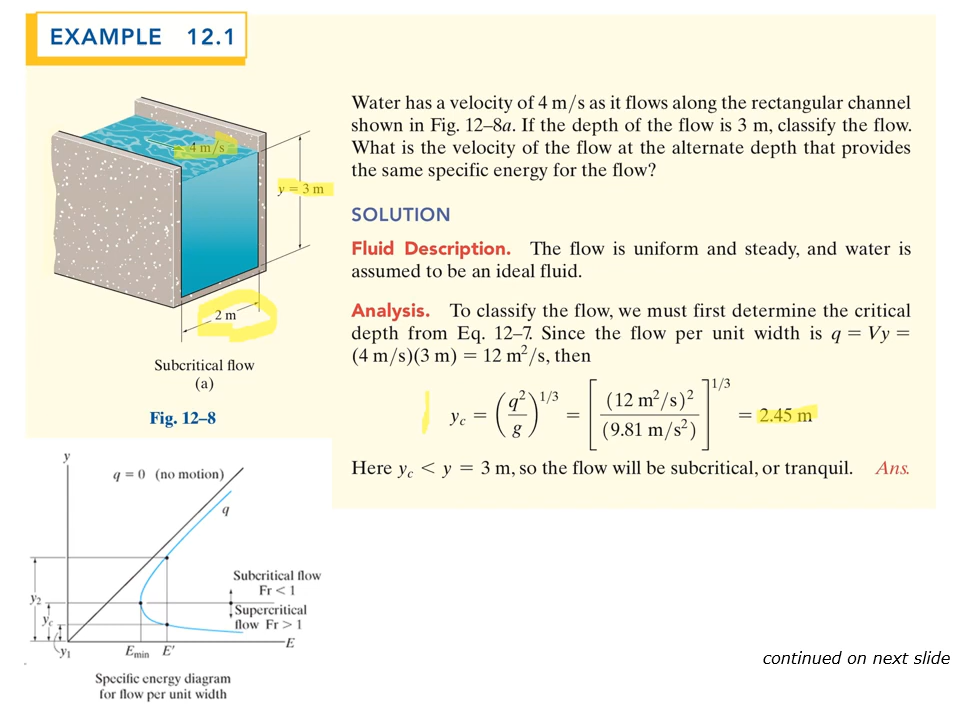 EXAMPLE 12.1
4 m/s
y = 3 m
2 m
Subcritical flow
(a)
Fig. 12–8
Water has a velocity of 4 m/s as it flows along the rectangular channel
shown in Fig. 12–8a. If the depth of the flow is 3 m, classify the flow.
What is the velocity of the flow at the alternate depth that provides
the same specific energy for the flow?
SOLUTION
Fluid Description. The flow is uniform and steady, and water is
assumed to be an ideal fluid.
Analysis. To classify the flow, we must first determine the critical
depth from Eq. 12–7. Since the flow per unit width is q = Vy =
(4 m/s)(3 m) = 12 m²/s, then
y_c = (q²/g)^1/3 = [(12 m²/s)²/(9.81 m/s²)]^1/3 = 2.45 m
Here y_c < y = 3 m, so the flow will be subcritical, or tranquil. Ans.
y
q = 0 (no motion)
q
Subcritical flow
Fr < 1
Supercritical
flow Fr > 1
y₂
y_c
y₁
E_min E′
E
Specific energy diagram
for flow per unit width
continued on next slide